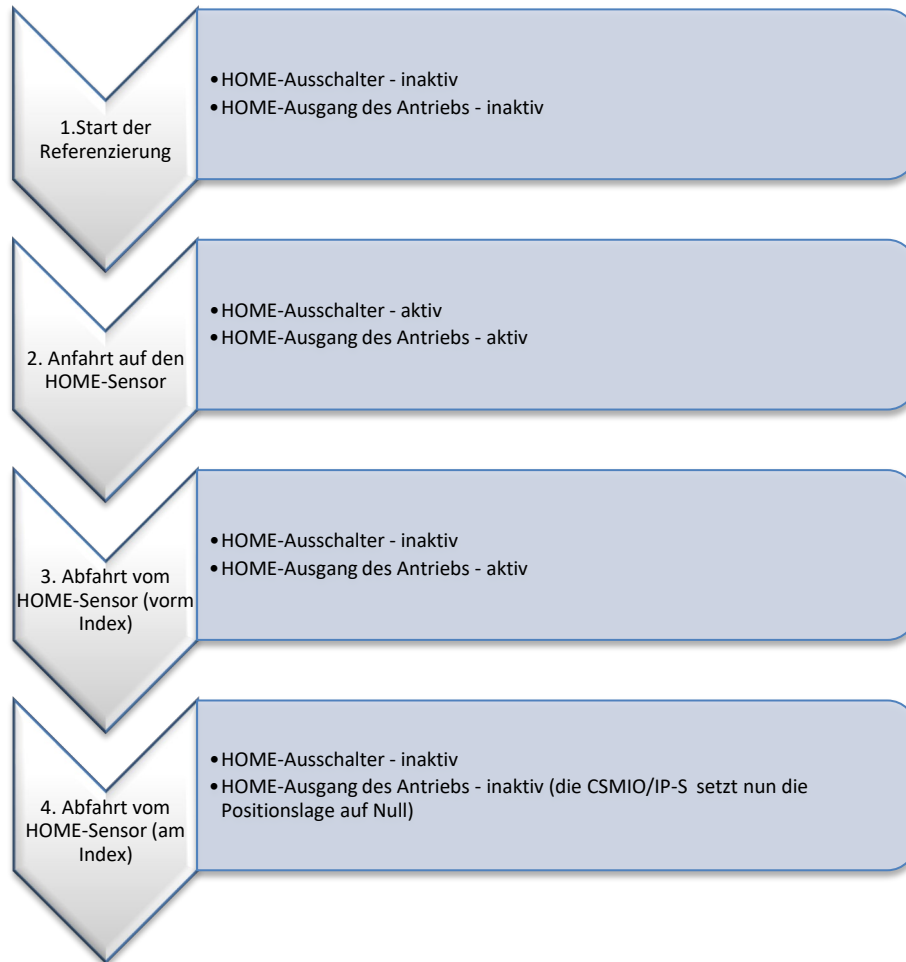 1.Start der
Referenzierung
•HOME-Ausschalter - inaktiv
•HOME-Ausgang des Antriebs - inaktiv
2. Anfahrt auf den
HOME-Sensor
•HOME-Ausschalter - aktiv
•HOME-Ausgang des Antriebs - aktiv
3. Abfahrt vom
HOME-Sensor (vorm
Index)
•HOME-Ausschalter - inaktiv
•HOME-Ausgang des Antriebs - aktiv
4. Abfahrt vom
HOME-Sensor (am
Index)
•HOME-Ausschalter - inaktiv
•HOME-Ausgang des Antriebs - inaktiv (die CSMIO/IP-S setzt nun die
Positionslage auf Null)